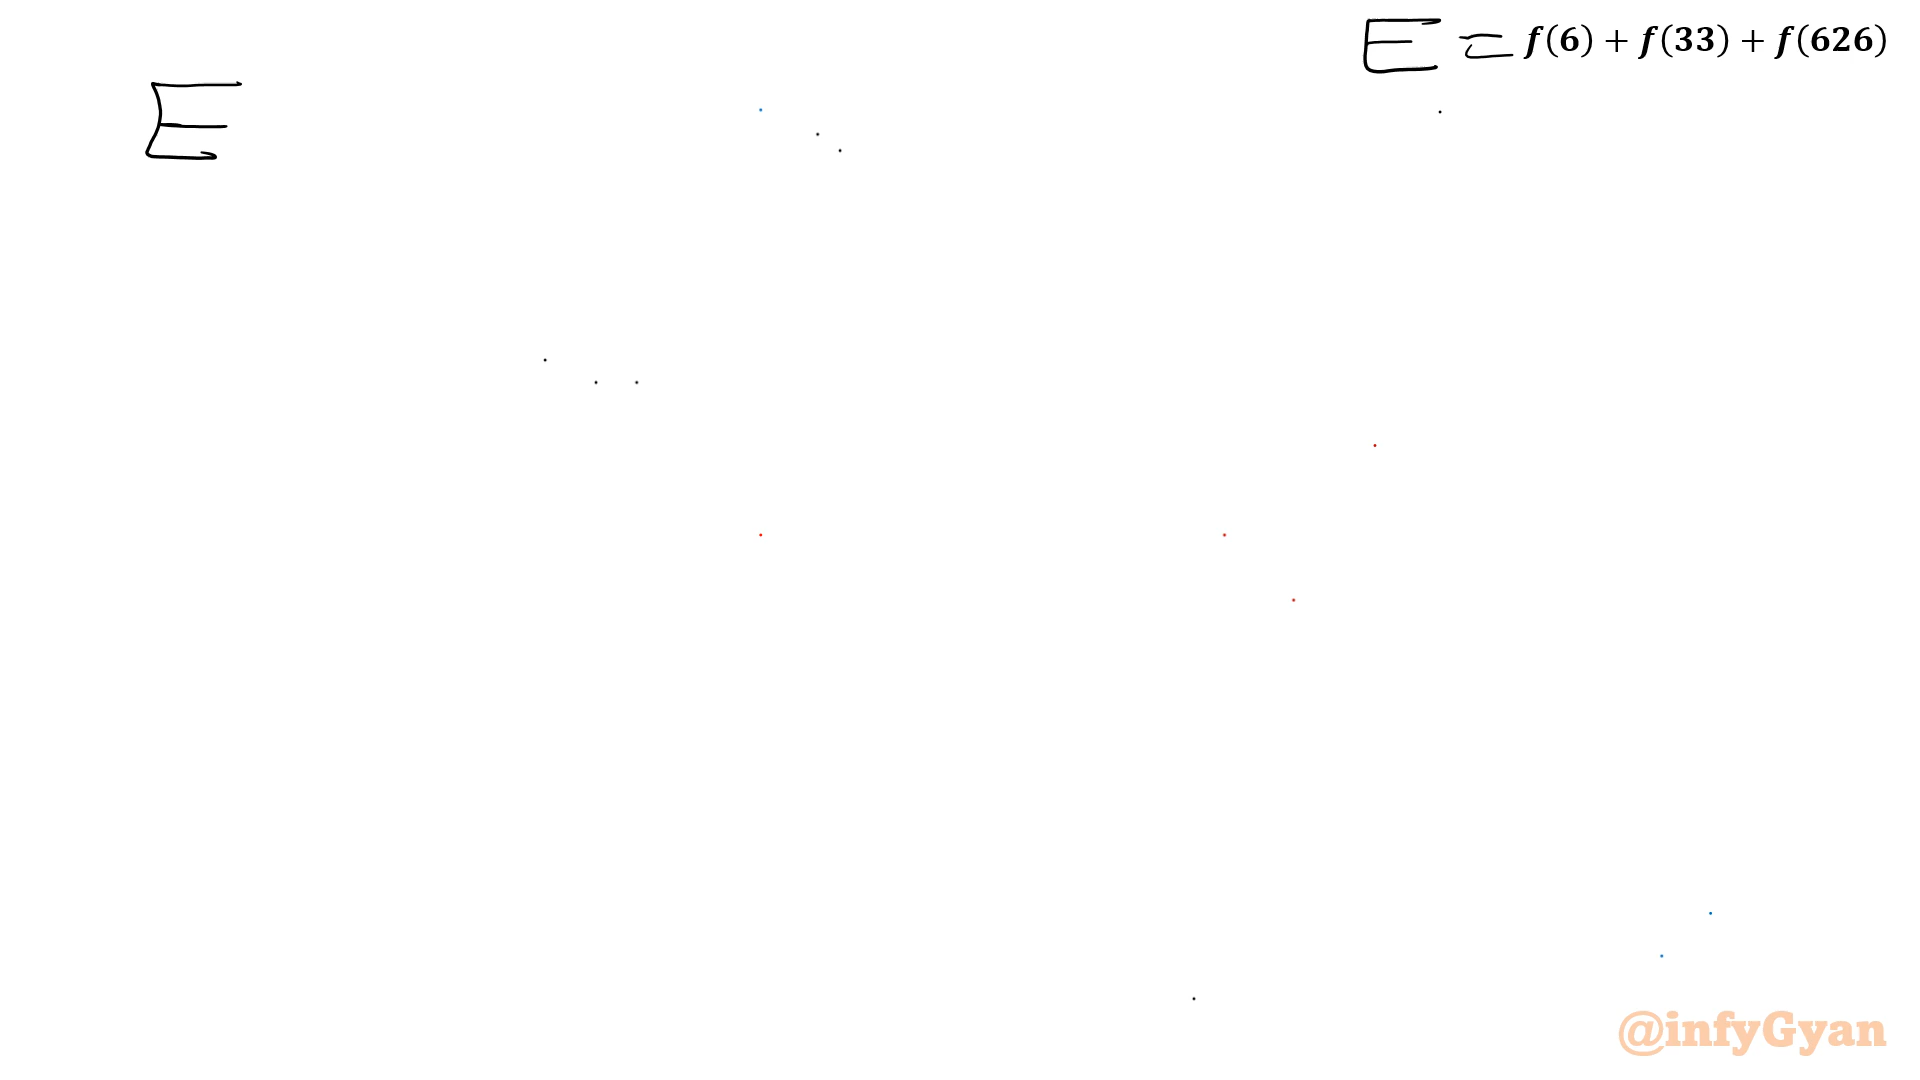 E = f(6) + f(33) + f(626)
E
@infyGyan